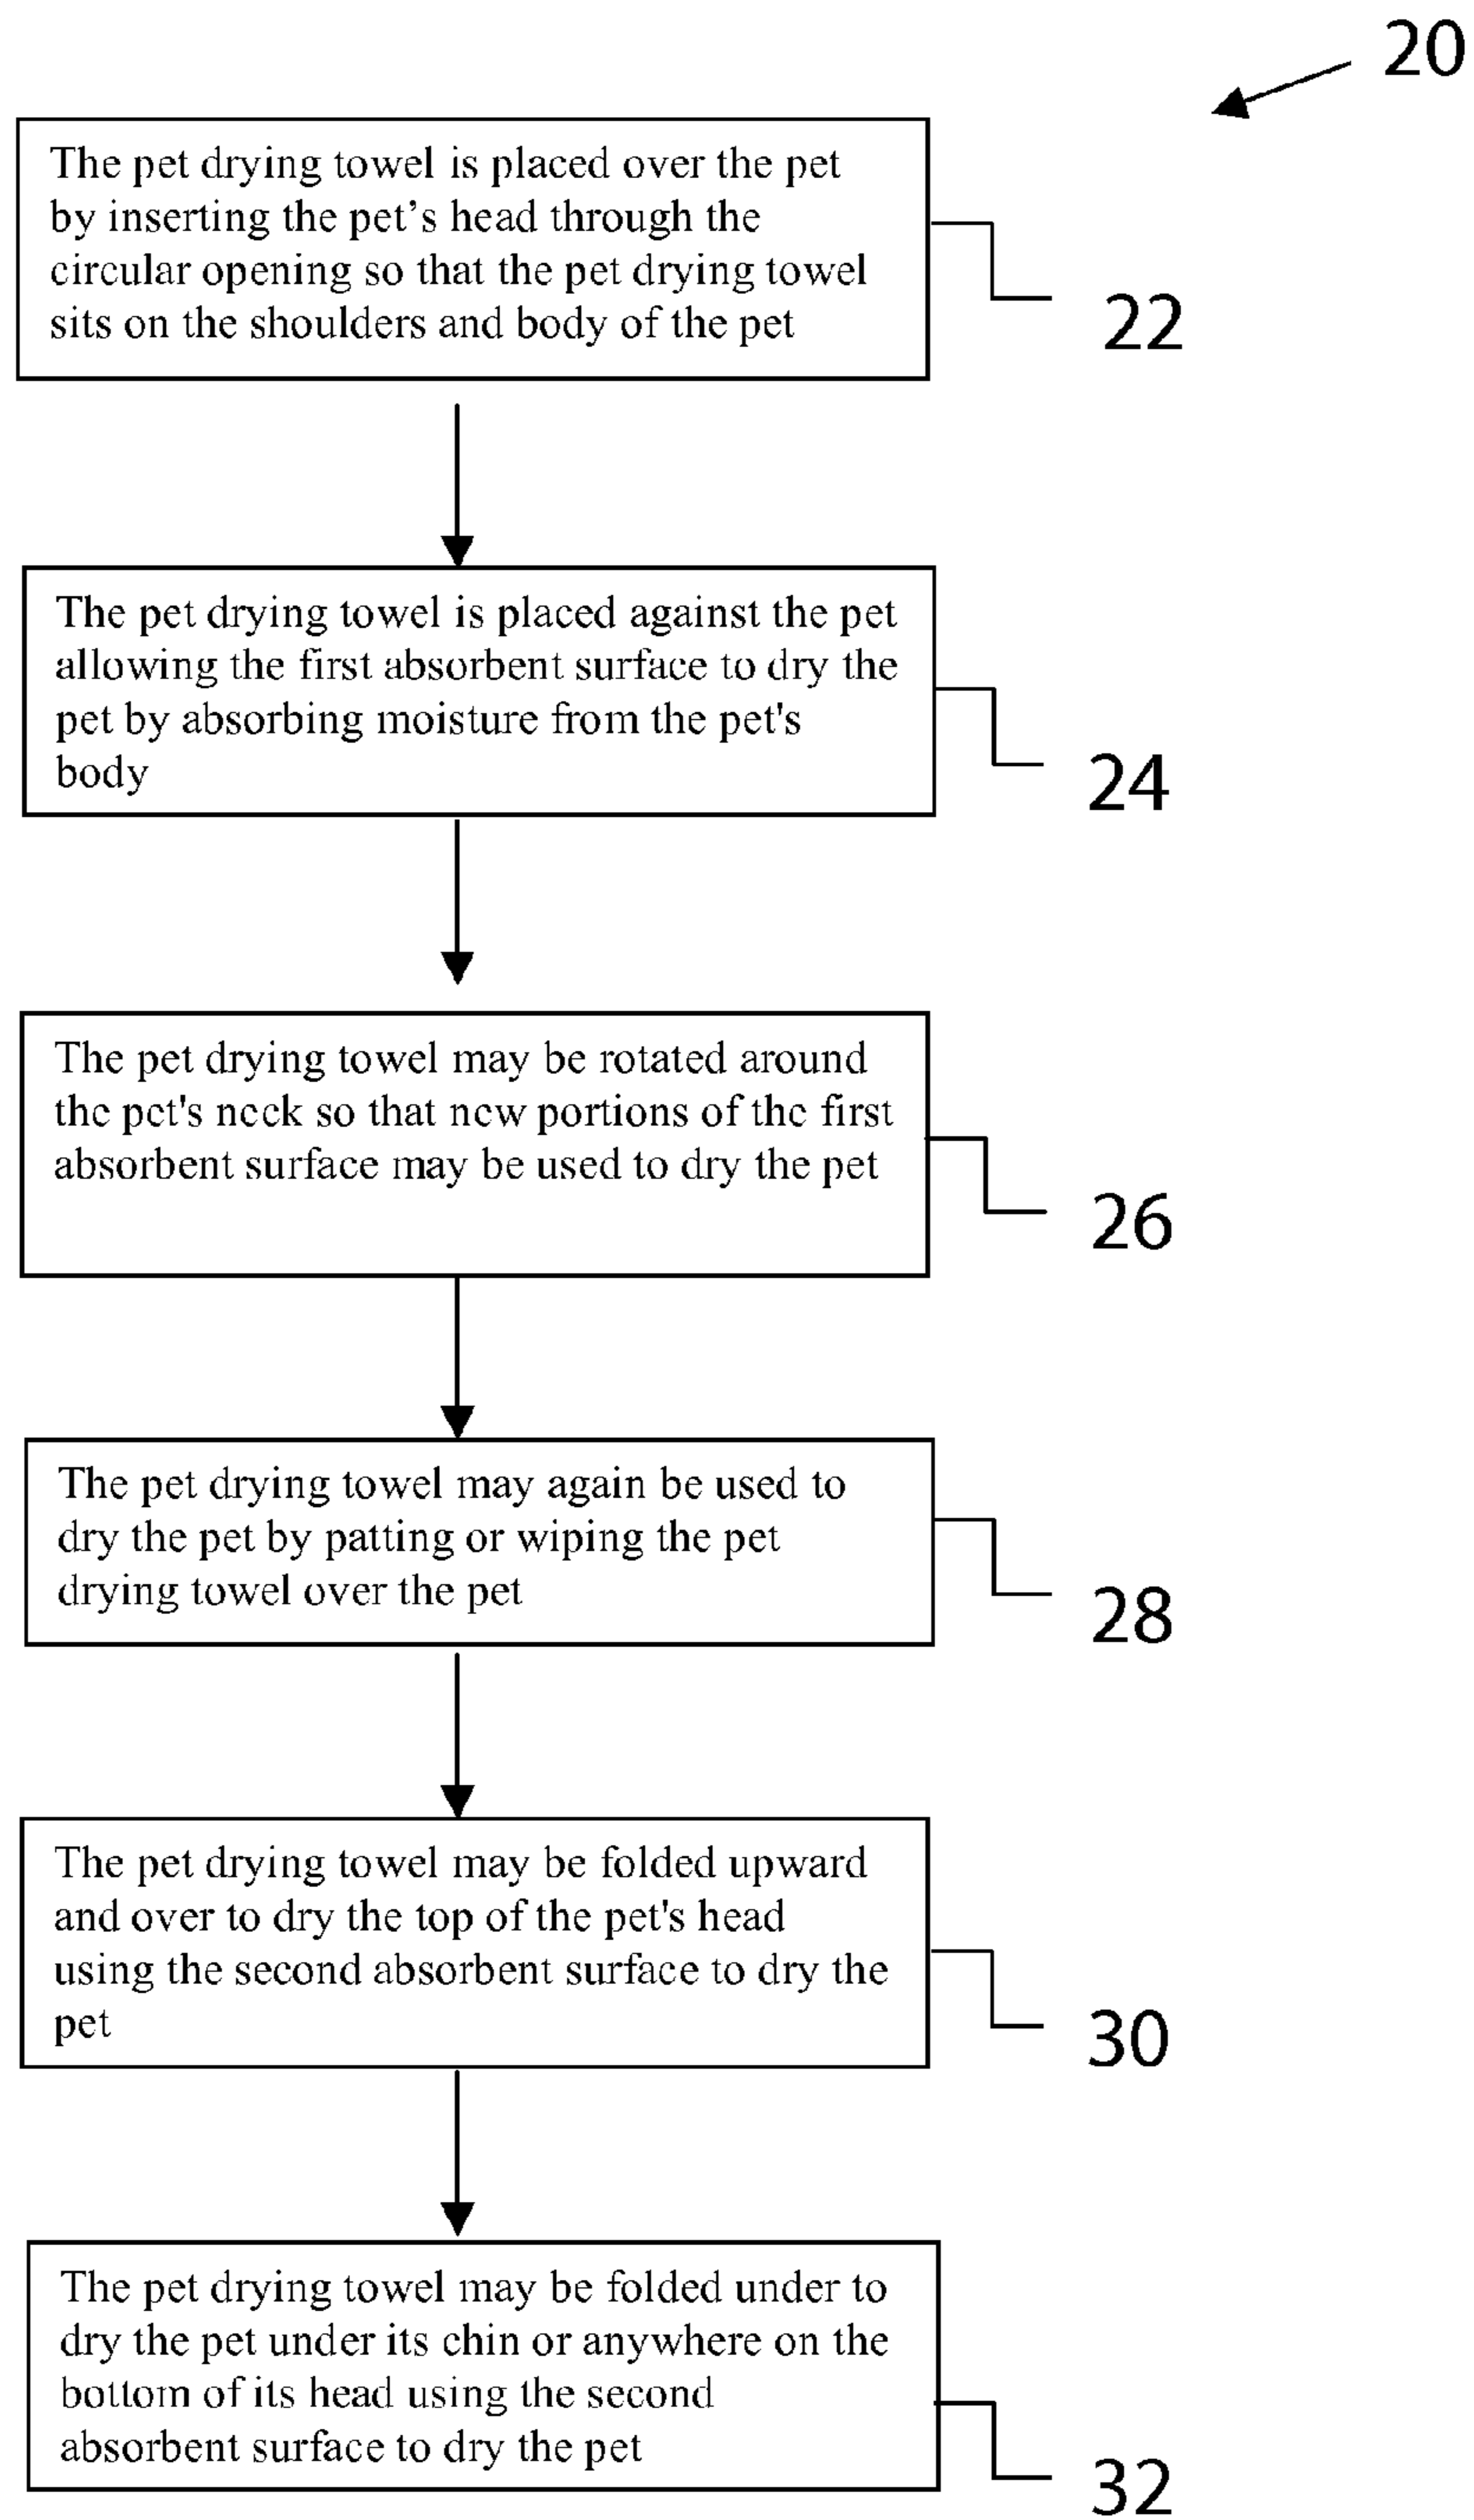 20
The pet drying towel is placed over the pet
by inserting the pet’s head through the
circular opening so that the pet drying towel
sits on the shoulders and body of the pet
22
The pet drying towel is placed against the pet
allowing the first absorbent surface to dry the
pet by absorbing moisture from the pet's
body
24
The pet drying towel may be rotated around
the pet's neck so that new portions of the first
absorbent surface may be used to dry the pet
26
The pet drying towel may again be used to
dry the pet by patting or wiping the pet
drying towel over the pet
28
The pet drying towel may be folded upward
and over to dry the top of the pet's head
using the second absorbent surface to dry the
pet
30
The pet drying towel may be folded under to
dry the pet under its chin or anywhere on the
bottom of its head using the second
absorbent surface to dry the pet
32